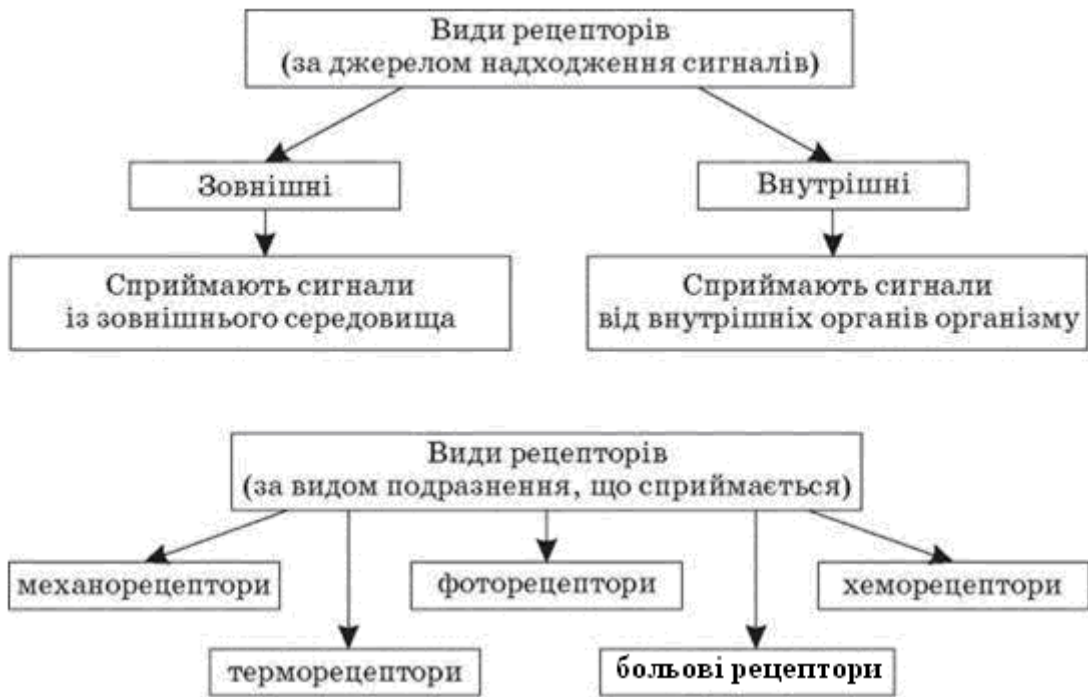 Види рецепторів
(за джерелом надходження сигналів)
Зовнішні
Внутрішні
Сприймають сигнали
із зовнішнього середовища
Сприймають сигнали
від внутрішніх органів організму
Види рецепторів
(за видом подразнення, що сприймається)
механорецептори
фоторецептори
хеморецептори
терморецептори
больові рецептори